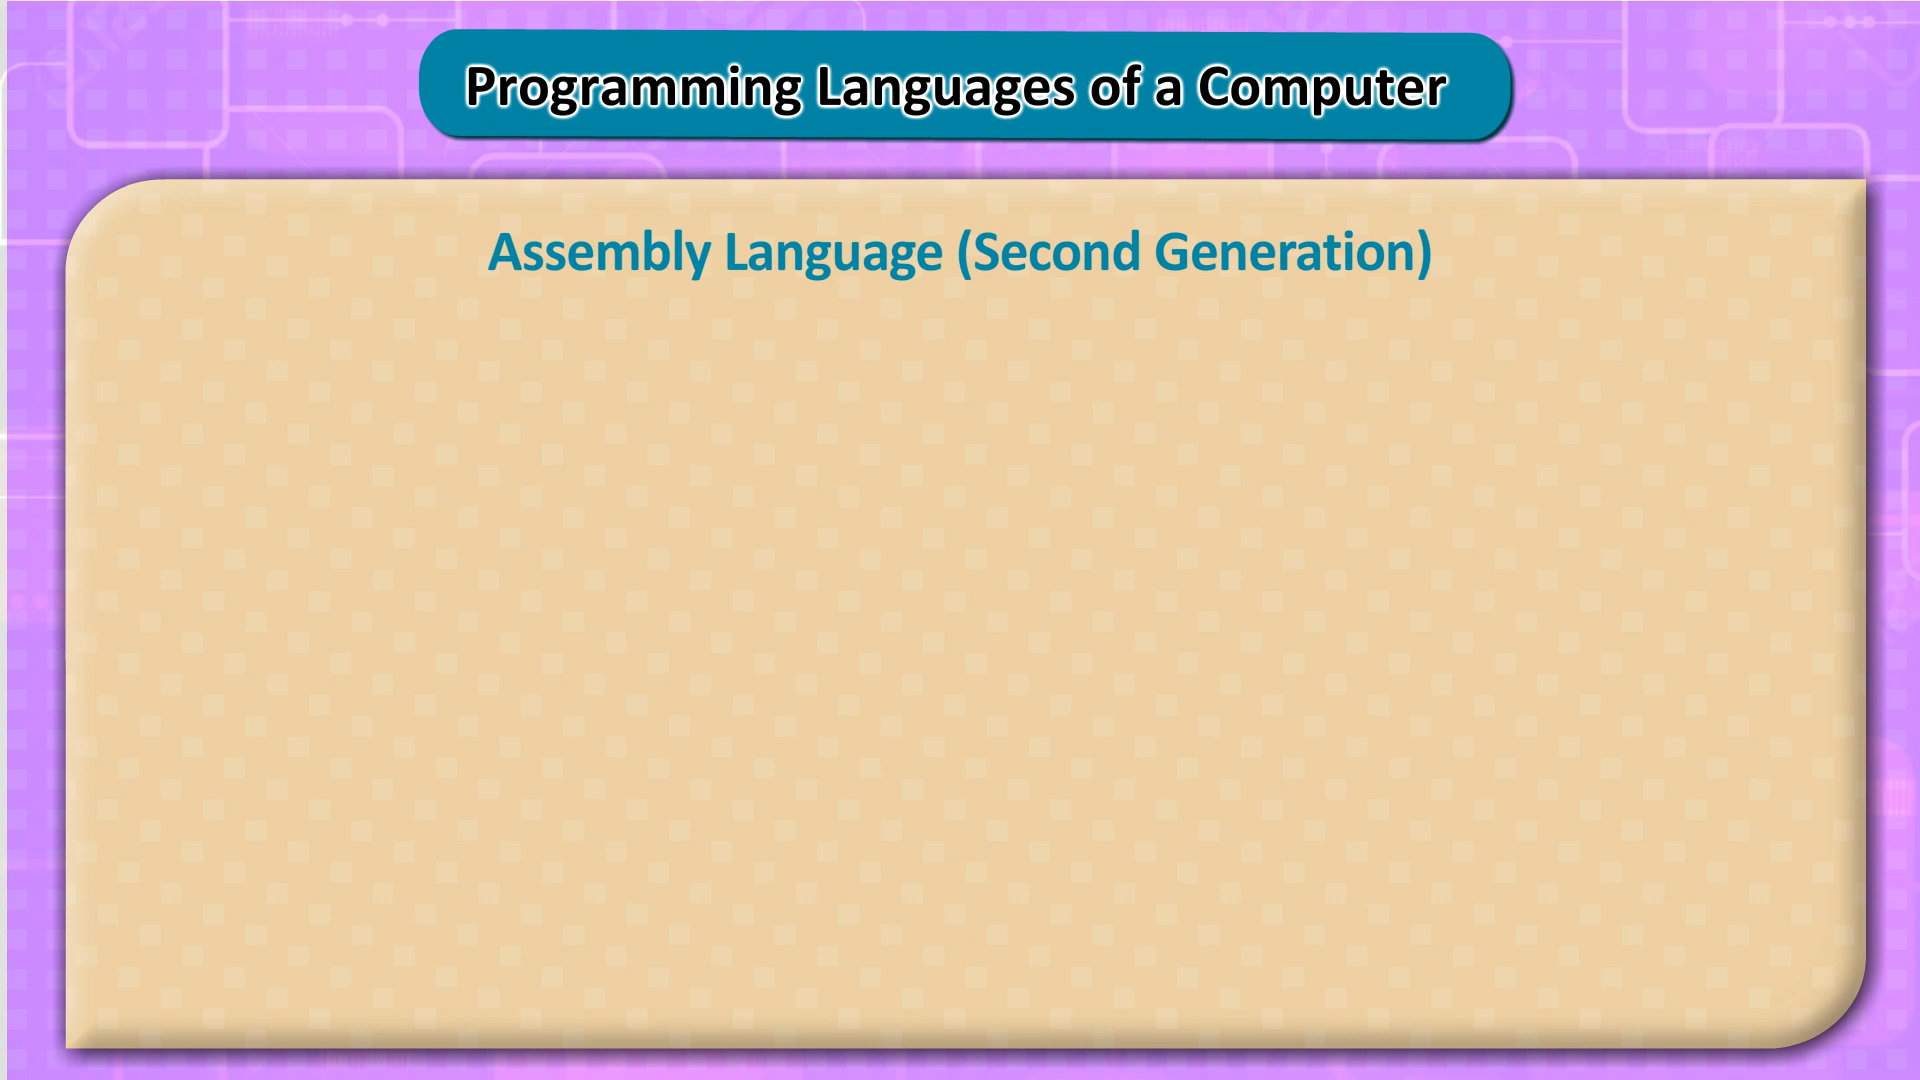 Programming Languages of a Computer
Assembly Language (Second Generation)